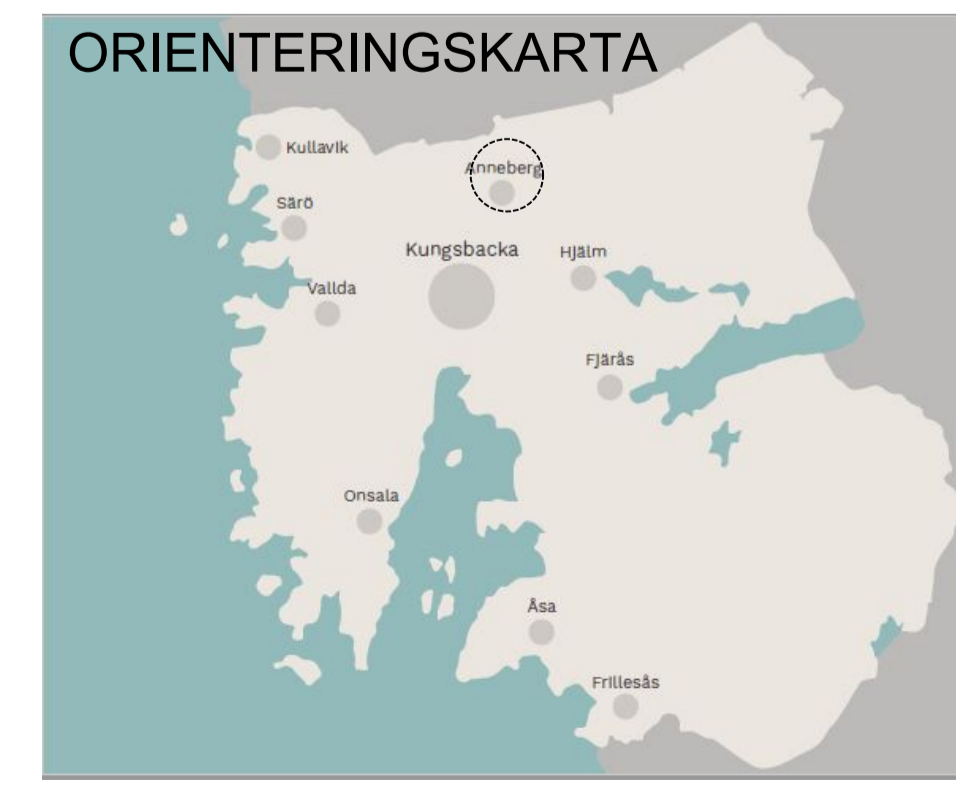 ORIENTERINGSKARTA
Kullavik
Anneberg
Särö
Kungsbacka
Hjälm
Vallda
Fjärås
Onsala
Åsa
Frillesås